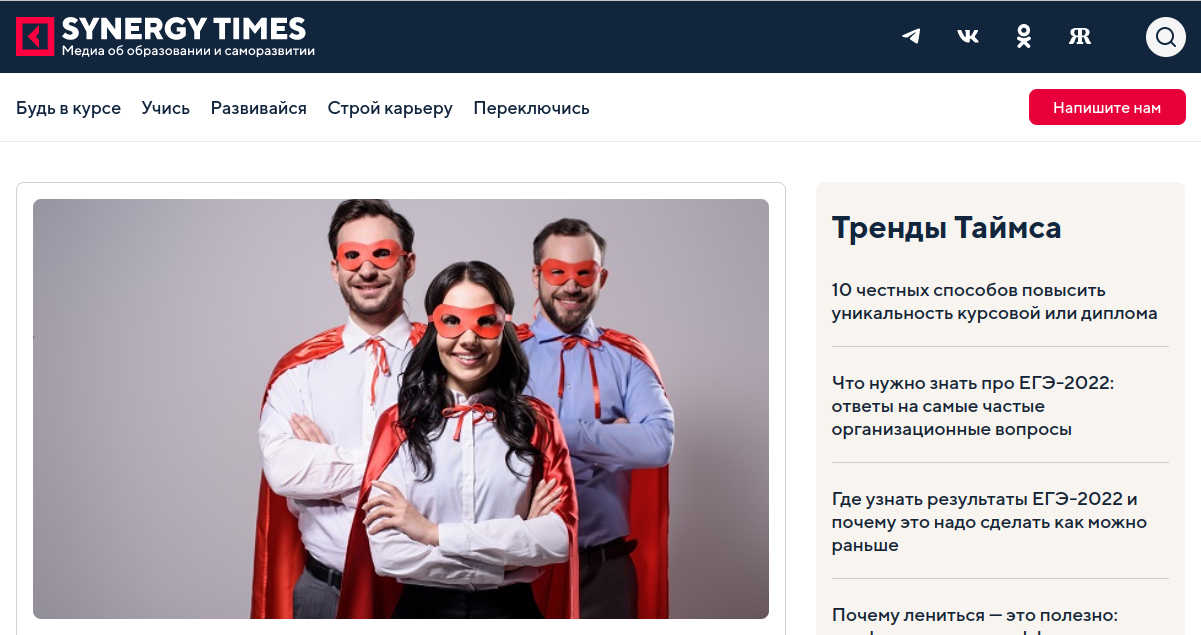 SYNERGY TIMES
Медиа об образовании и саморазвитии
Будь в курсе Учись Развивайся Строй карьеру Переключись
Напишите нам
Тренды Таймса
10 честных способов повысить
уникальность курсовой или диплома
Что нужно знать про ЕГЭ-2022:
ответы на самые частые
организационные вопросы
Где узнать результаты ЕГЭ-2022 и
почему это надо сделать как можно
раньше
Почему лениться — это полезно: